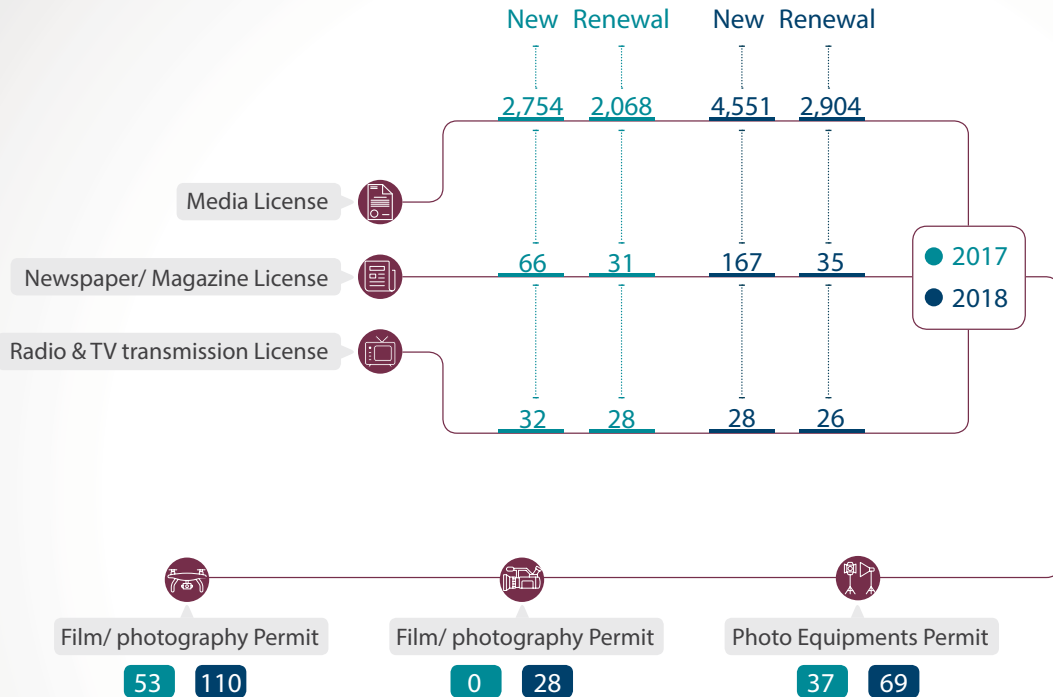 New Renewal New Renewal
2,754 2,068 4,551 2,904
Media License
2017
Newspaper/ Magazine License 66 31 167 35
2018
Radio & TV transmission License
32 28 28 26
Film/ photography Permit Film/ photography Permit Photo Equipments Permit
53 110 0 28 37 69